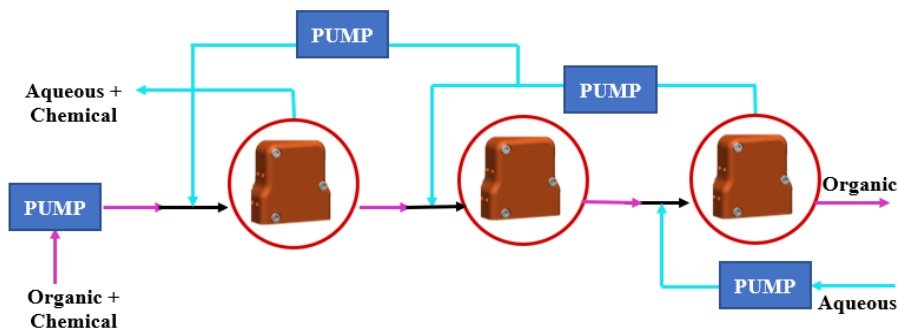 PUMP
Aqueous +
Chemical
PUMP
PUMP
Organic
PUMP
Aqueous
Organic +
Chemical